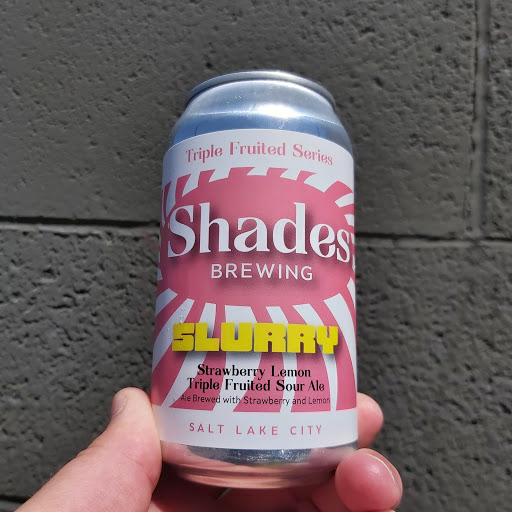 Triple Fruited Series
Shades
BREWING
SLURRY
Strawberry Lemon
Triple Fruited Sour Ale
Ale Brewed with Strawberry and Lemon
SALT LAKE CITY